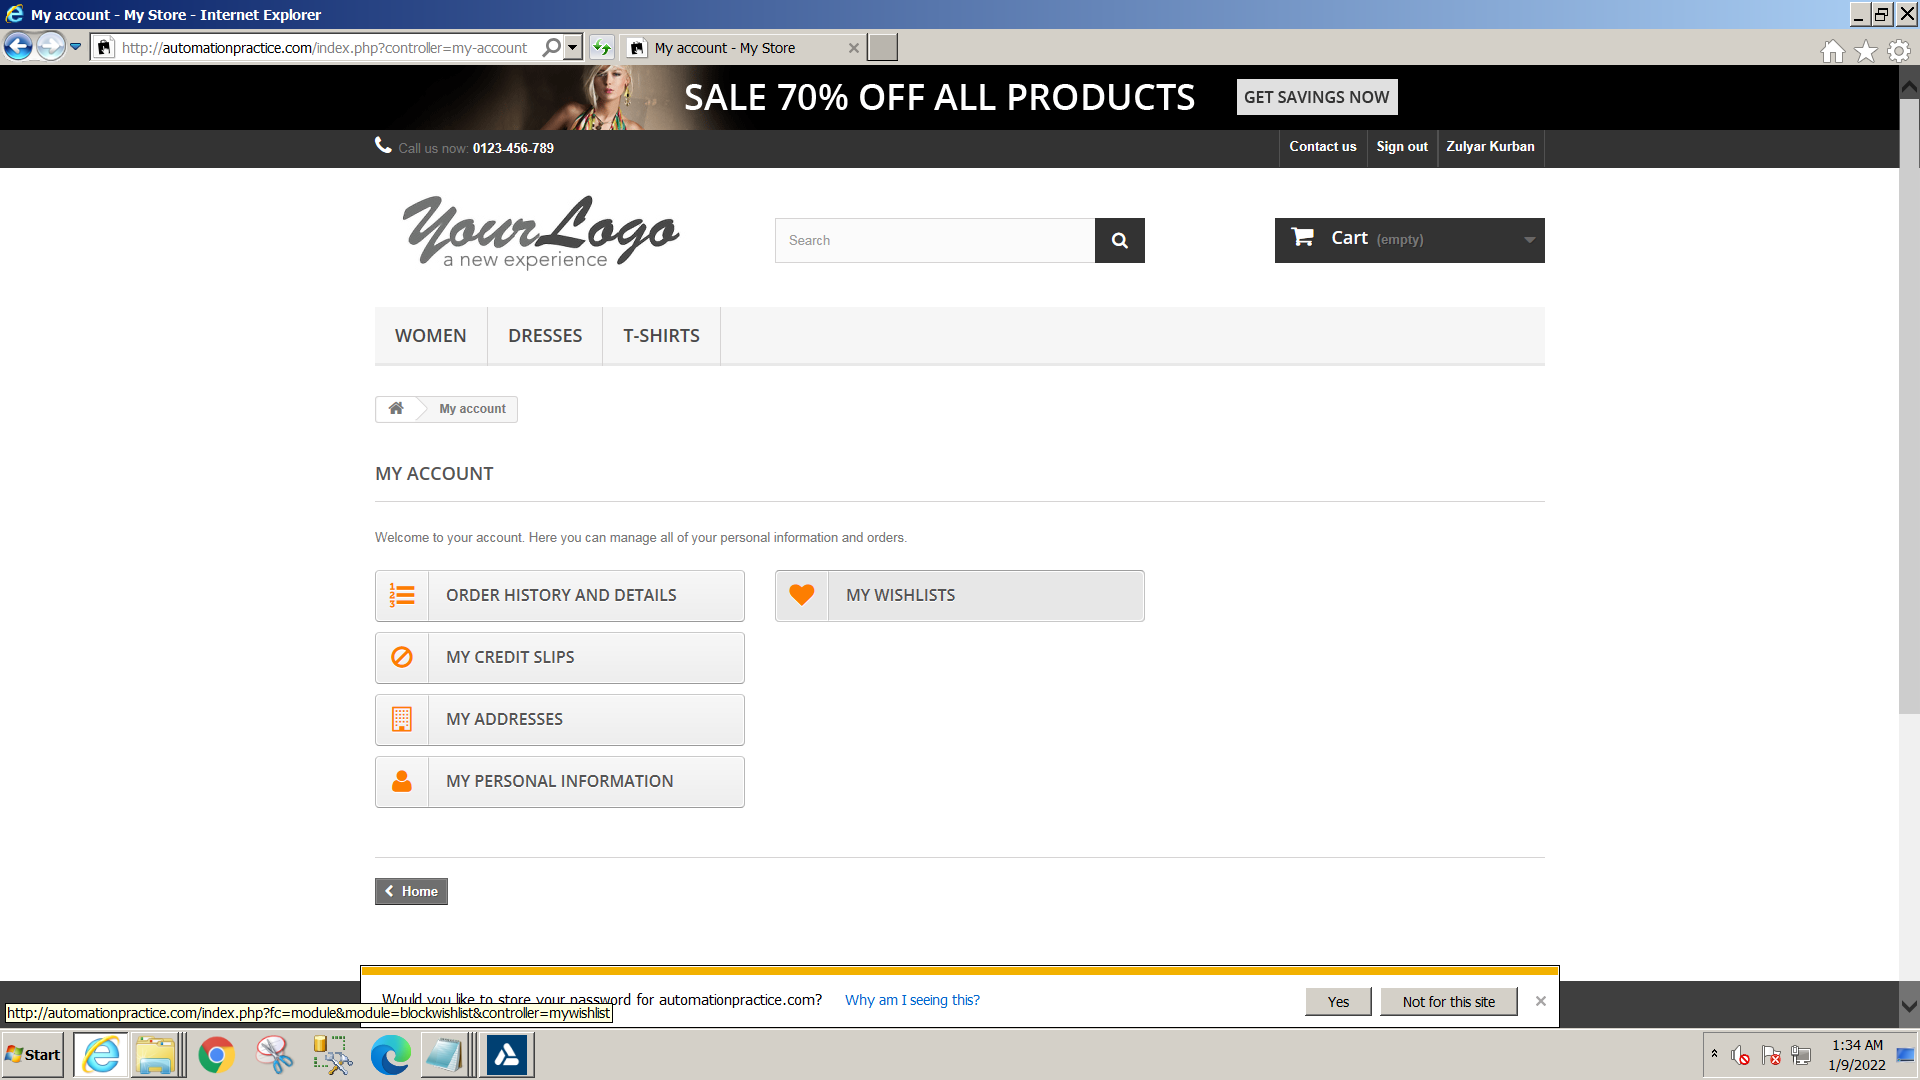 My account - My Store - Internet Explorer
http://automationpractice.com/index.php?controller=my-account
My account - My Store
SALE 70% OFF ALL PRODUCTS
GET SAVINGS NOW
Call us now: 0123-456-789
Contact us
Sign out
Zulyar Kurban
YourLogo
a new experience
Search
Cart (empty)
WOMEN
DRESSES
T-SHIRTS
My account
MY ACCOUNT
Welcome to your account. Here you can manage all of your personal information and orders.
ORDER HISTORY AND DETAILS
MY WISHLISTS
MY CREDIT SLIPS
MY ADDRESSES
MY PERSONAL INFORMATION
Home
Would you like to store your password for automationpractice.com?
Why am I seeing this?
Yes
Not for this site
http://automationpractice.com/index.php?fc=module&module=blockwishlist&controller=mywishlist
Start
1:34 AM
1/9/2022